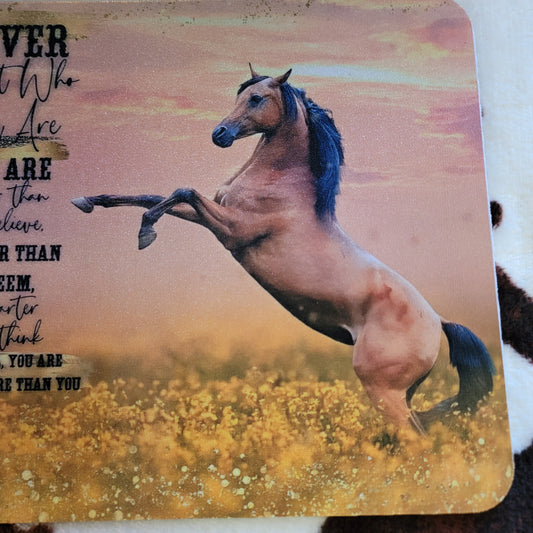 VER
t Who
Are
ARE
than
elieve,
R THAN
EEM,
arter
think
, YOU ARE
RE THAN YOU